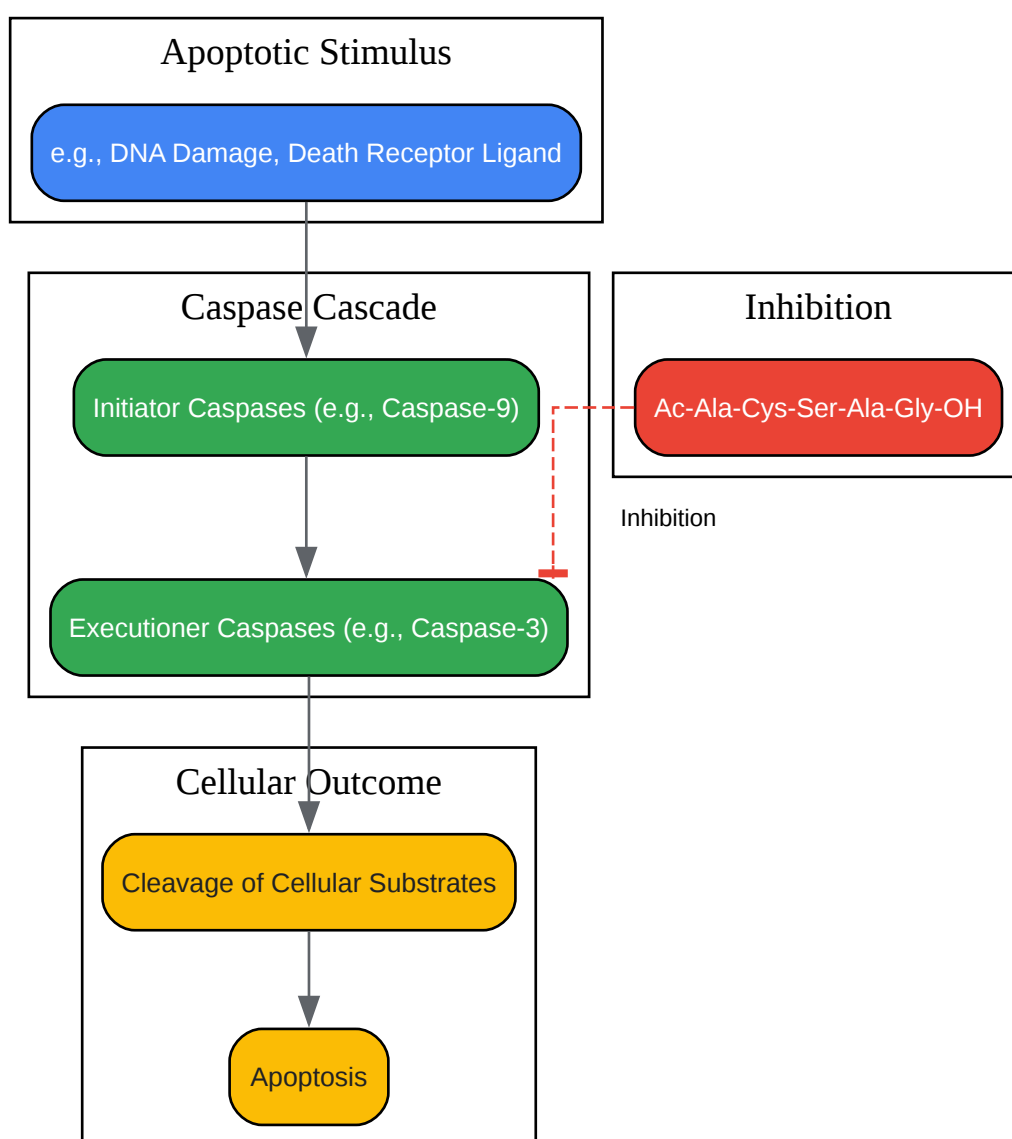 Apoptotic Stimulus
e.g., DNA Damage, Death Receptor Ligand
Caspase Cascade
Inhibition
Initiator Caspases (e.g., Caspase-9)
Ac-Ala-Cys-Ser-Ala-Gly-OH
Inhibition
Executioner Caspases (e.g., Caspase-3)
Cellular Outcome
Cleavage of Cellular Substrates
Apoptosis